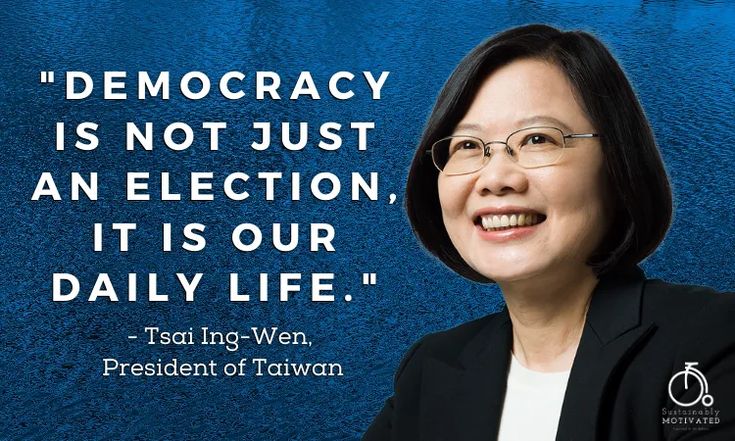 "DEMOCRACY
IS NOT JUST
AN ELECTION,
IT IS OUR
DAILY LIFE."
- Tsai Ing-Wen,
President of Taiwan
Sustainably
MOTIVATED